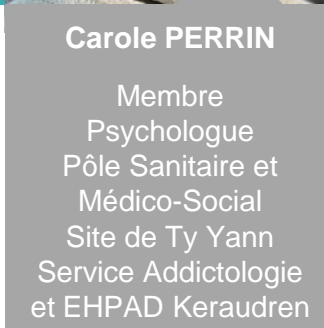 Carole PERRIN
Membre
Psychologue
Pôle Sanitaire et
Médico-Social
Site de Ty Yann
Service Addictologie
et EHPAD Keraudren